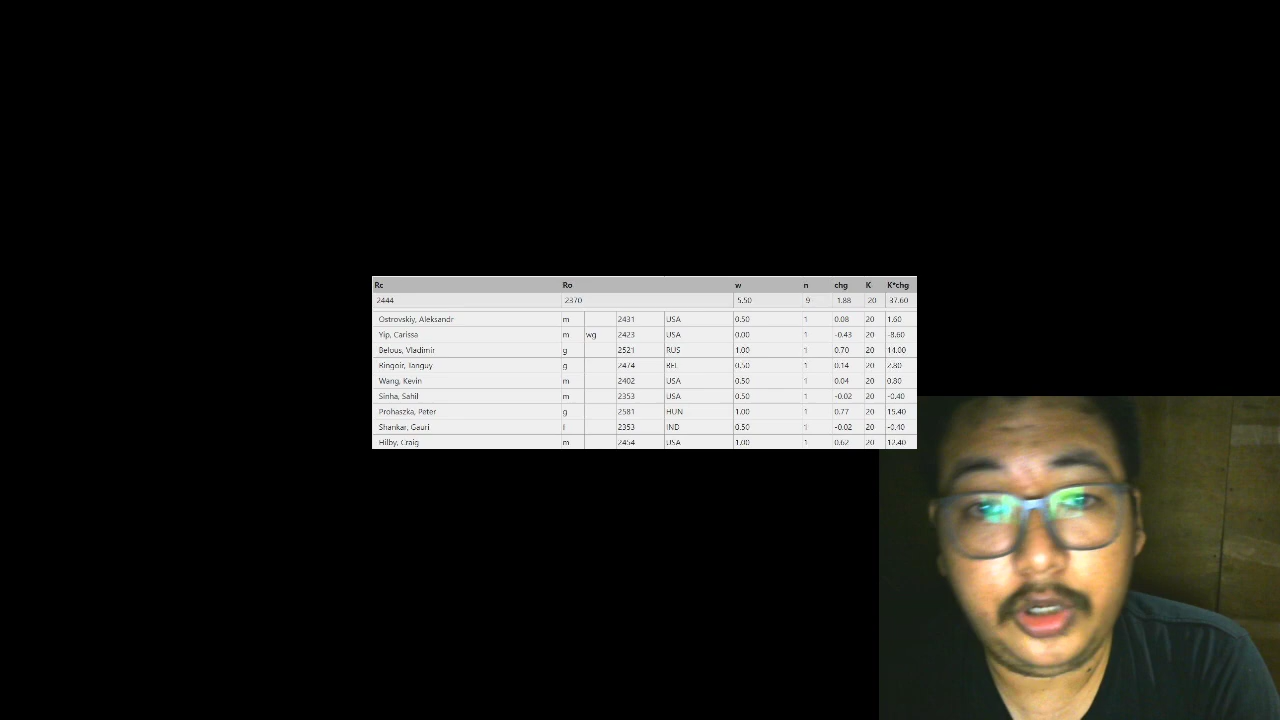 Rc Ro w n chg K K*chg
2444 2370 5.50 9 1.88 20 37.60
Ostrovskiy, Aleksandr m 2431 USA 0.50 1 0.08 20 1.60
Yip, Carissa m wg 2423 USA 0.00 1 -0.43 20 -8.60
Belous, Vladimir g 2521 RUS 1.00 1 0.70 20 14.00
Ringoir, Tanguy g 2474 BEL 0.50 1 0.14 20 2.80
Wang, Kevin m 2402 USA 0.50 1 0.04 20 0.80
Sinha, Sahil m 2353 USA 0.50 1 -0.02 20 -0.40
Prohaszka, Peter g 2581 HUN 1.00 1 0.77 20 15.40
Shankar, Gauri f 2353 IND 0.50 1 -0.02 20 -0.40
Hilby, Craig m 2454 USA 1.00 1 0.62 20 12.40